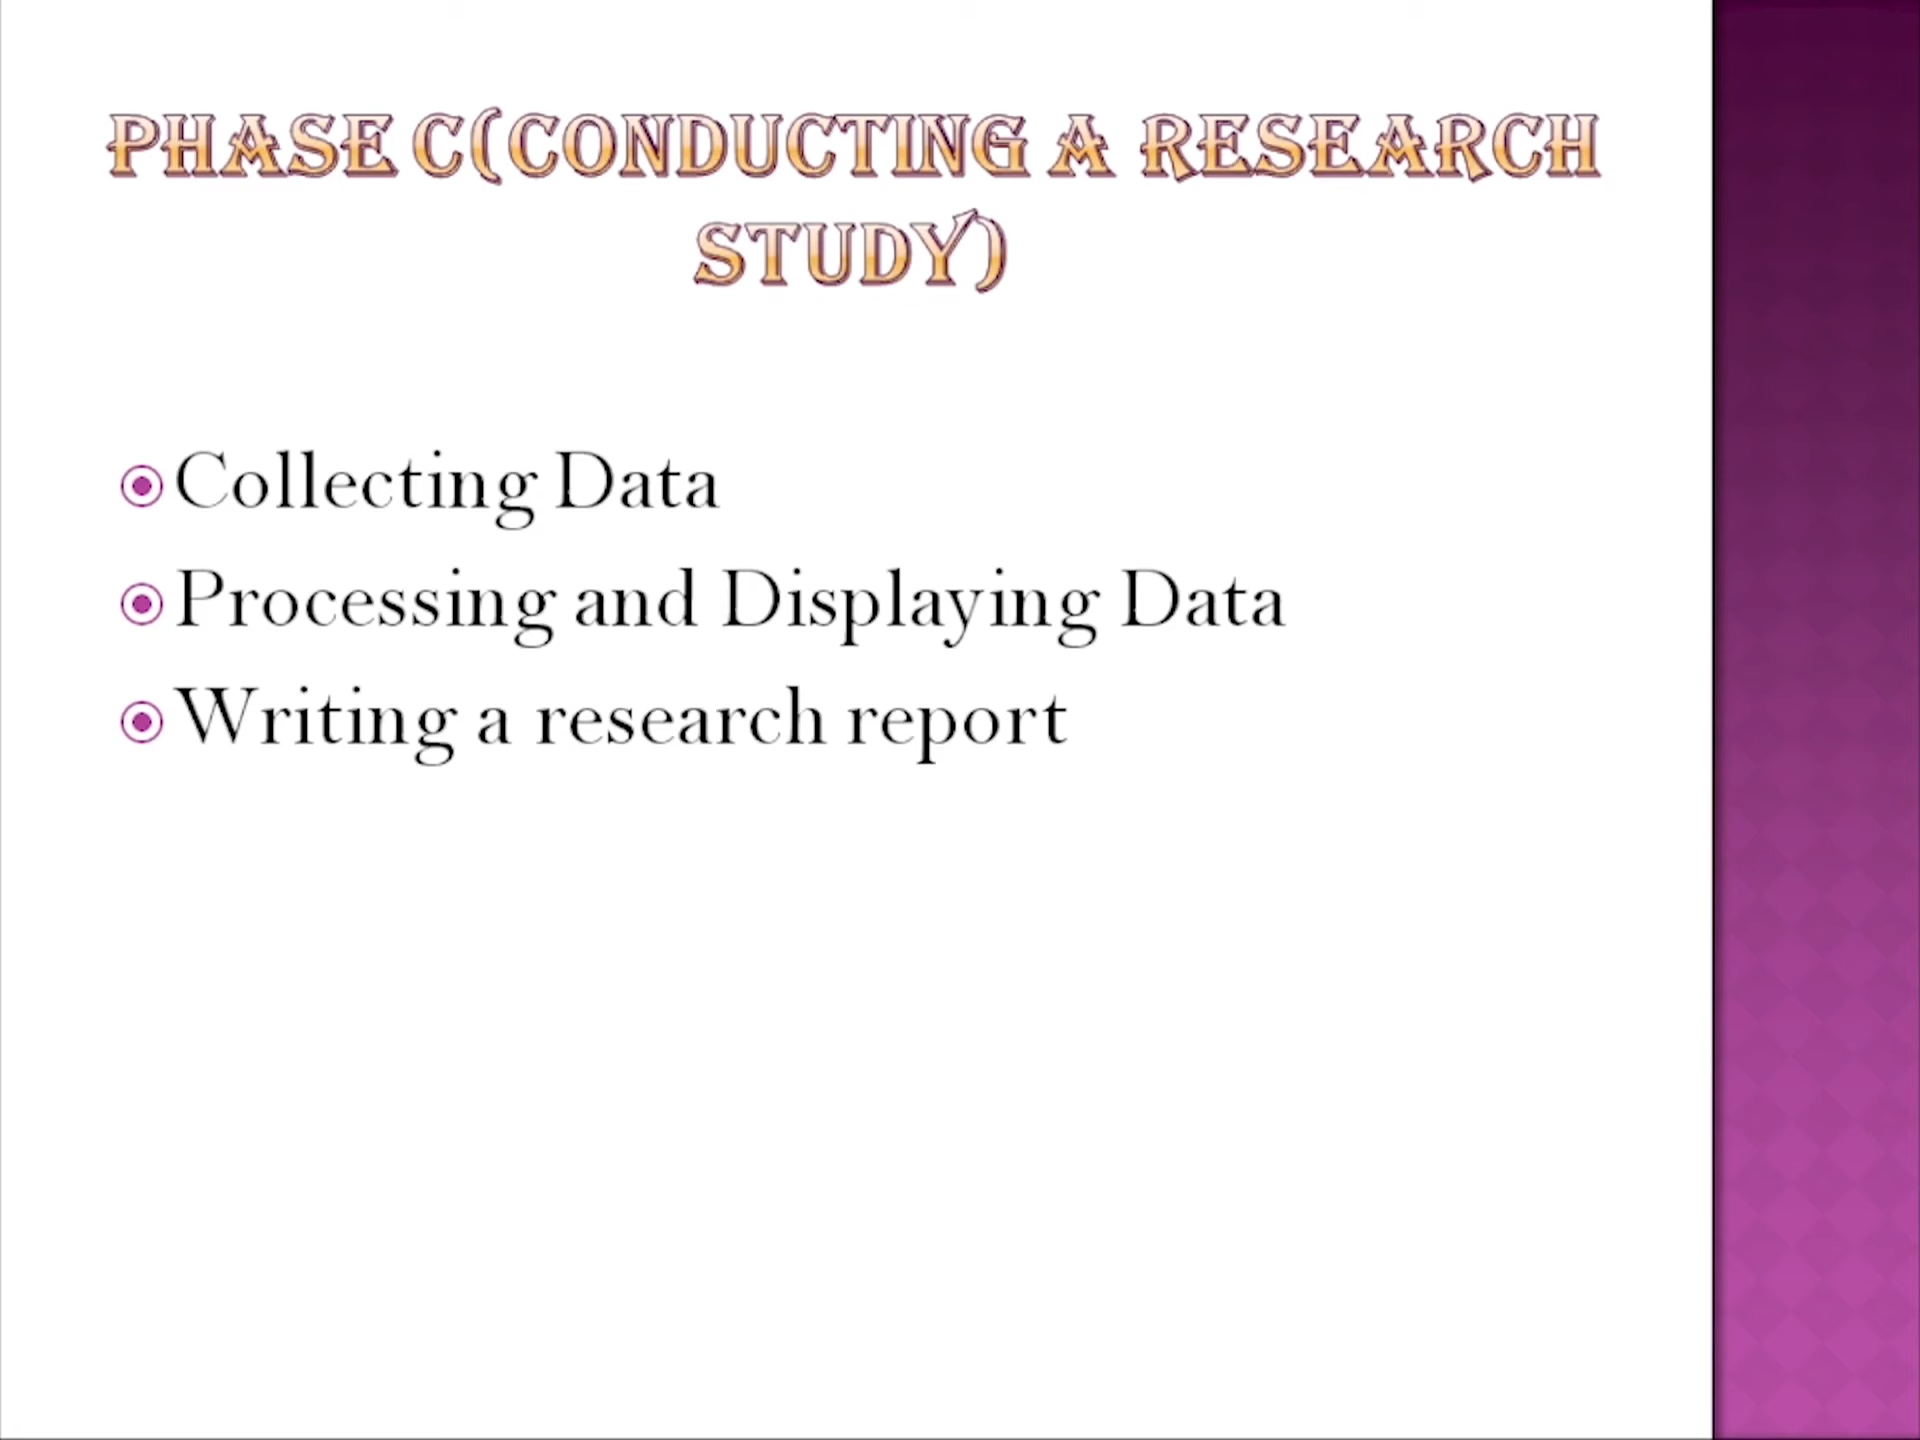 PHASE C(CONDUCTING A RESEARCH
STUDY)
Collecting Data
Processing and Displaying Data
Writing a research report